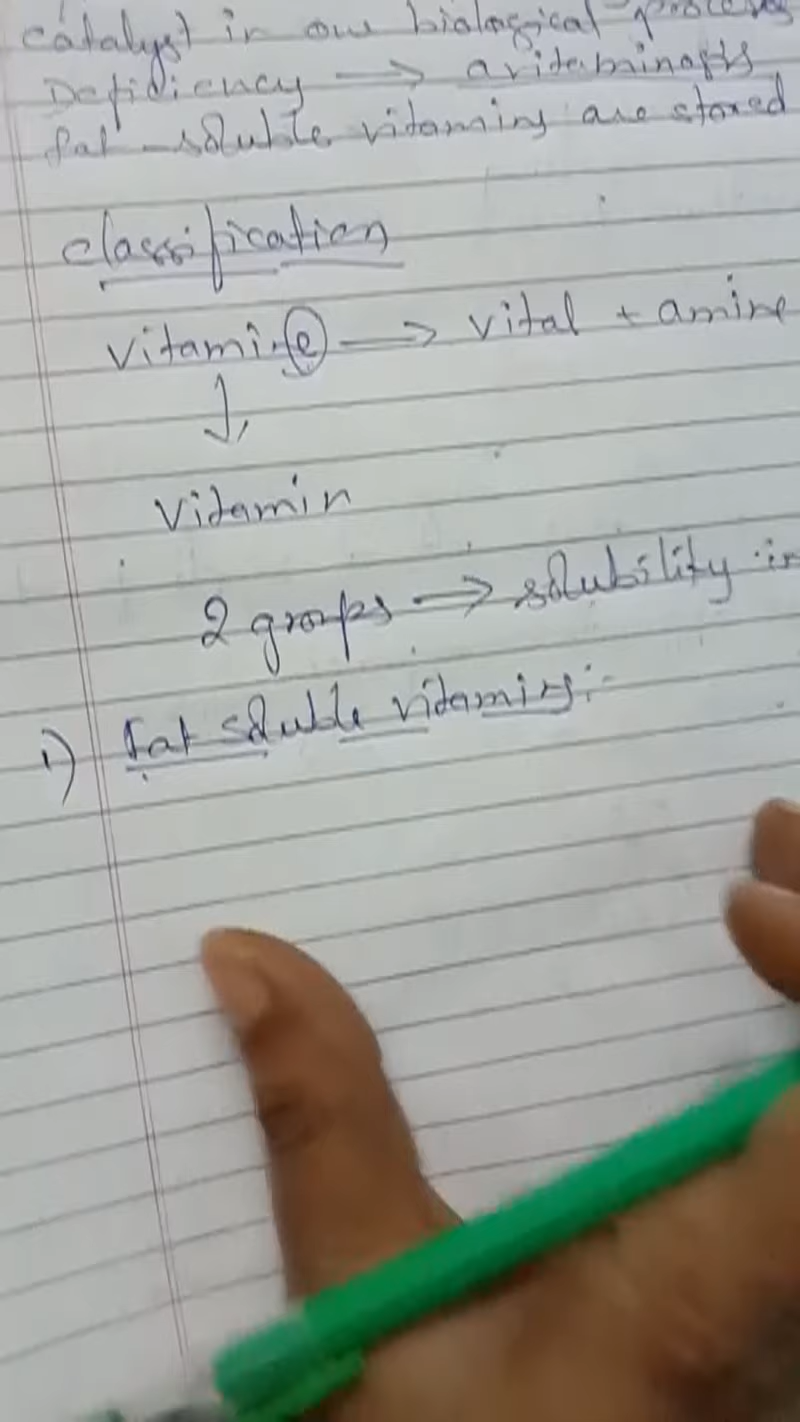 catalyst in our biological process
Deficiency → avitaminosis
fat-soluble vitamins are stored
classification
vitamine → vital + amine
↓
vitamin
2 groups → solubility in
1) fat soluble vitamins:-